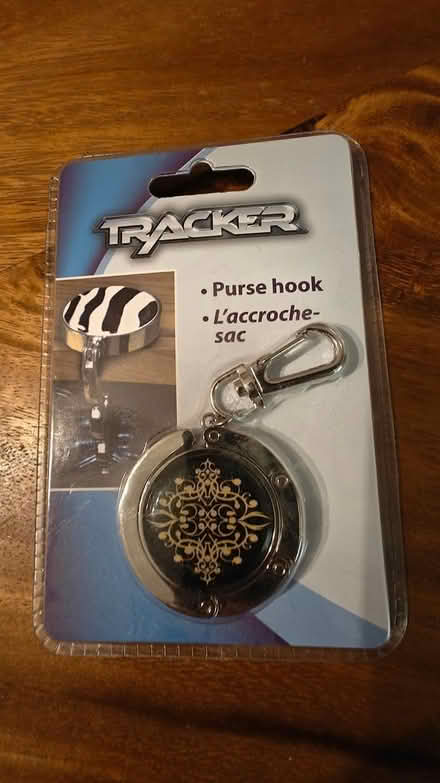 TRACKER
• Purse hook
• L'accroche-
sac